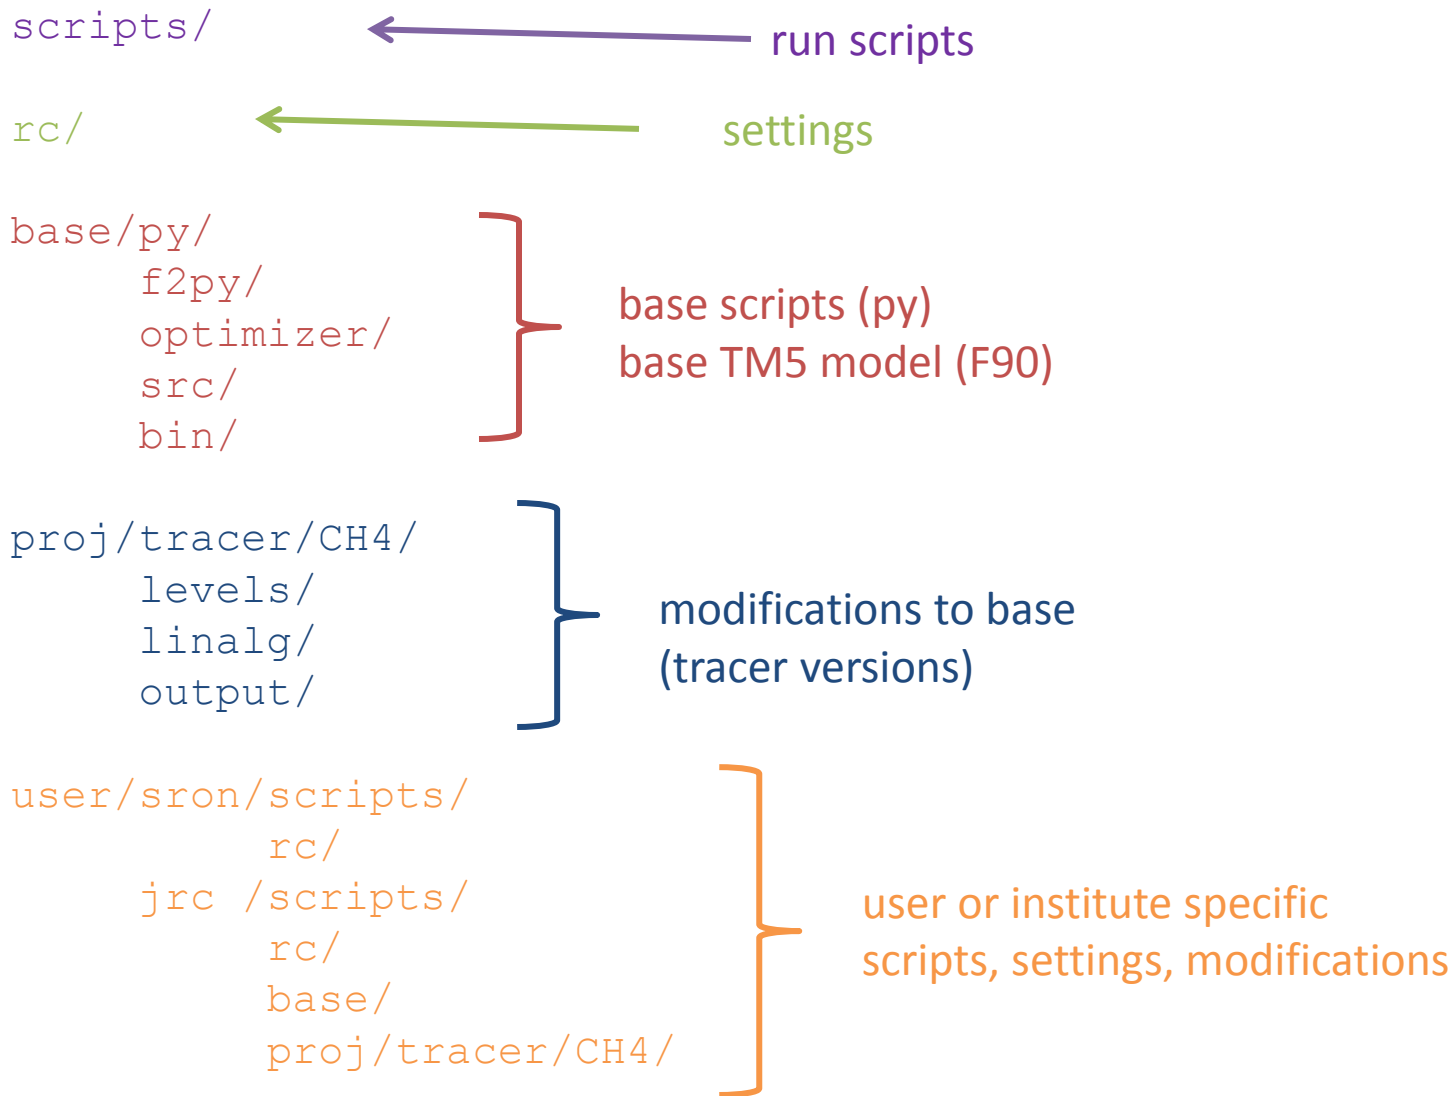 scripts/
run scripts
rc/
settings
base/py/
f2py/
optimizer/
src/
bin/
base scripts (py)
base TM5 model (F90)
proj/tracer/CH4/
levels/
linalg/
output/
modifications to base
(tracer versions)
user/sron/scripts/
rc/
jrc /scripts/
rc/
base/
proj/tracer/CH4/
user or institute specific
scripts, settings, modifications